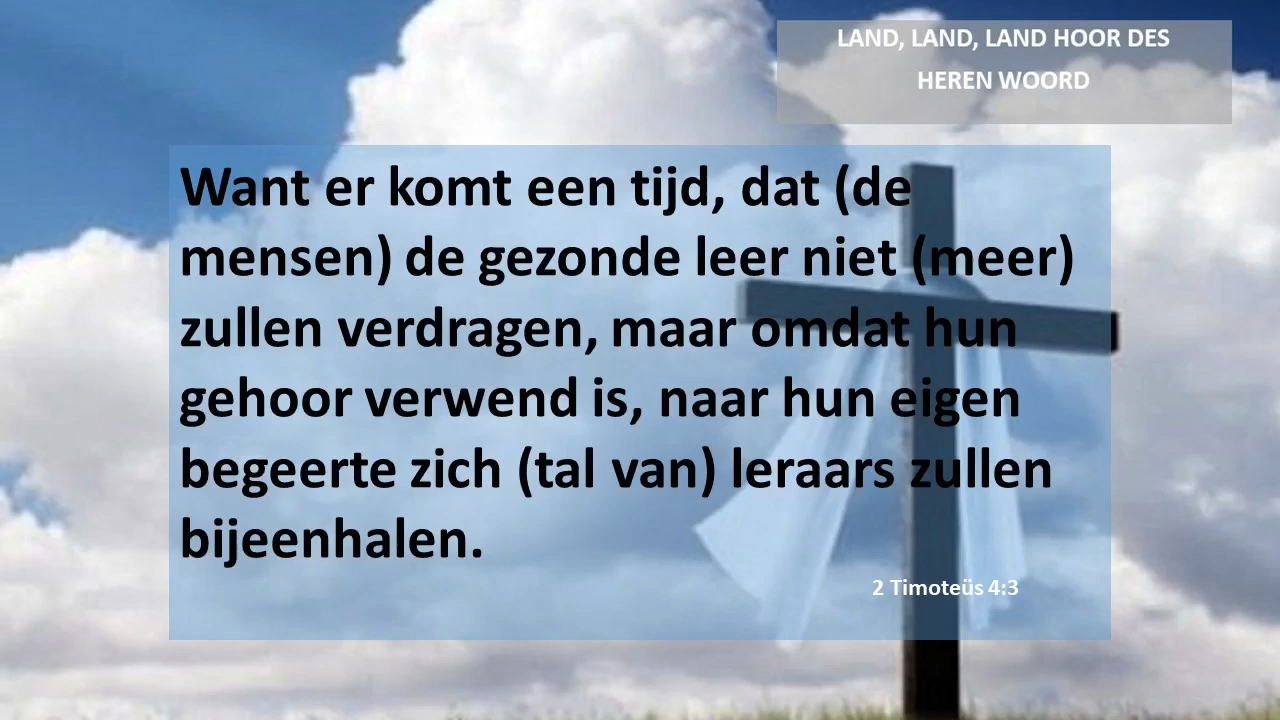 LAND, LAND, LAND HOOR DES
HEREN WOORD
Want er komt een tijd, dat (de
mensen) de gezonde leer niet (meer)
zullen verdragen, maar omdat hun
gehoor verwend is, naar hun eigen
begeerte zich (tal van) leraars zullen
bijeenhalen.
2 Timoteüs 4:3